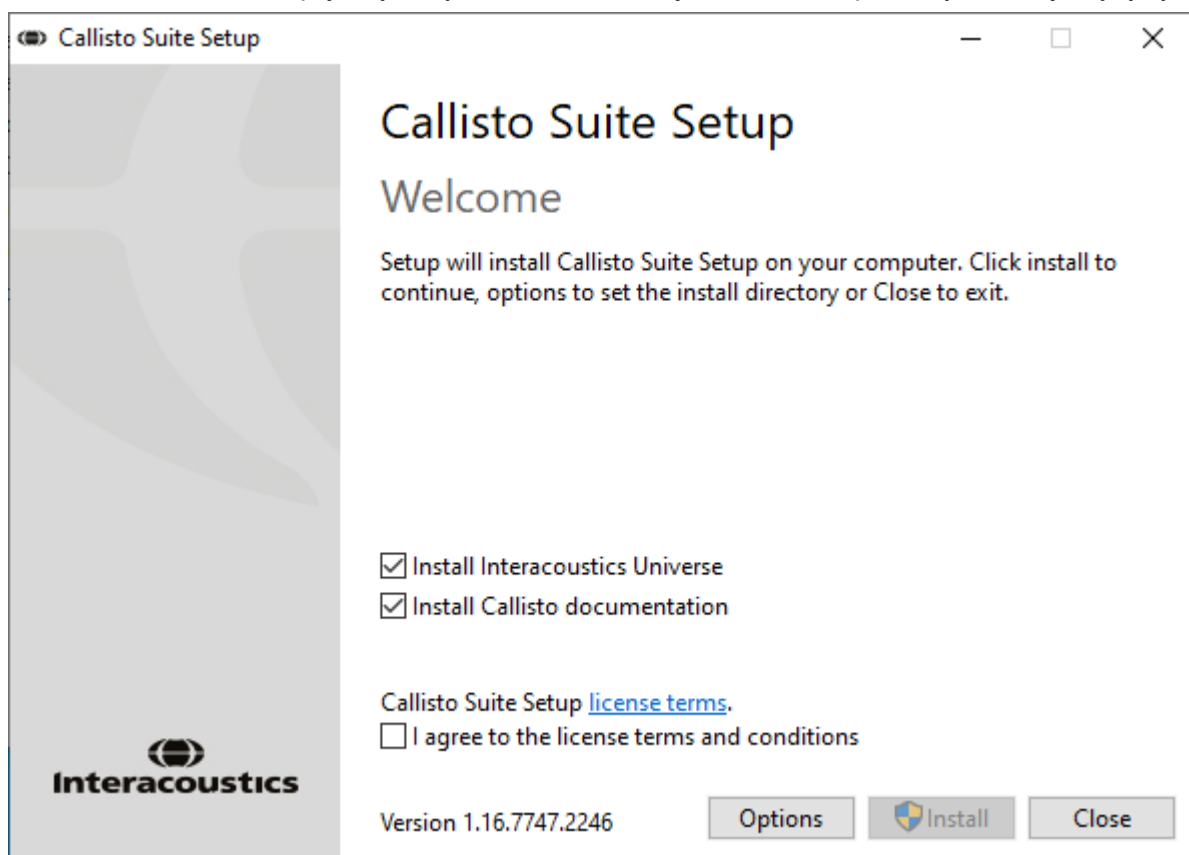 Callisto Suite Setup
Callisto Suite Setup
Welcome
Setup will install Callisto Suite Setup on your computer. Click install to
continue, options to set the install directory or Close to exit.
Install Interacoustics Universe
Install Callisto documentation
Callisto Suite Setup license terms.
I agree to the license terms and conditions
Interacoustics
Version 1.16.7747.2246 Options Install Close